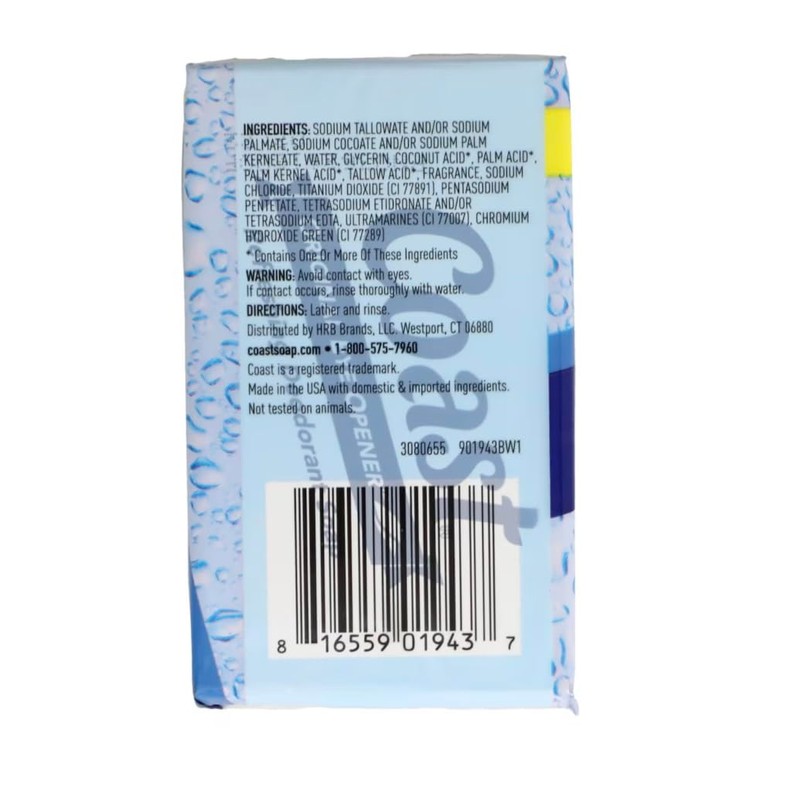 INGREDIENTS: SODIUM TALLOWATE AND/OR SODIUM
PALMATE, SODIUM COCOATE AND/OR SODIUM PALM
KERNELATE, WATER, GLYCERIN, COCONUT ACID*, PALM ACID*,
PALM KERNEL ACID*, TALLOW ACID*, FRAGRANCE, SODIUM
CHLORIDE, TITANIUM DIOXIDE (CI 77891), PENTASODIUM
PENTETATE, TETRASODIUM ETIDRONATE AND/OR
TETRASODIUM EDTA, ULTRAMARINES (CI 77007), CHROMIUM
HYDROXIDE GREEN (CI 77289)
*Contains One Or More Of These Ingredients
WARNING: Avoid contact with eyes.
If contact occurs, rinse thoroughly with water.
DIRECTIONS: Lather and rinse.
Distributed by HRB Brands, LLC. Westport, CT 06880
coastsoap.com • 1-800-575-7960
Coast is a registered trademark.
Made in the USA with domestic & imported ingredients.
Not tested on animals.
3080655 901943BW1
8 16559 01943 7
Coast
OPENER
Deodorant Soap